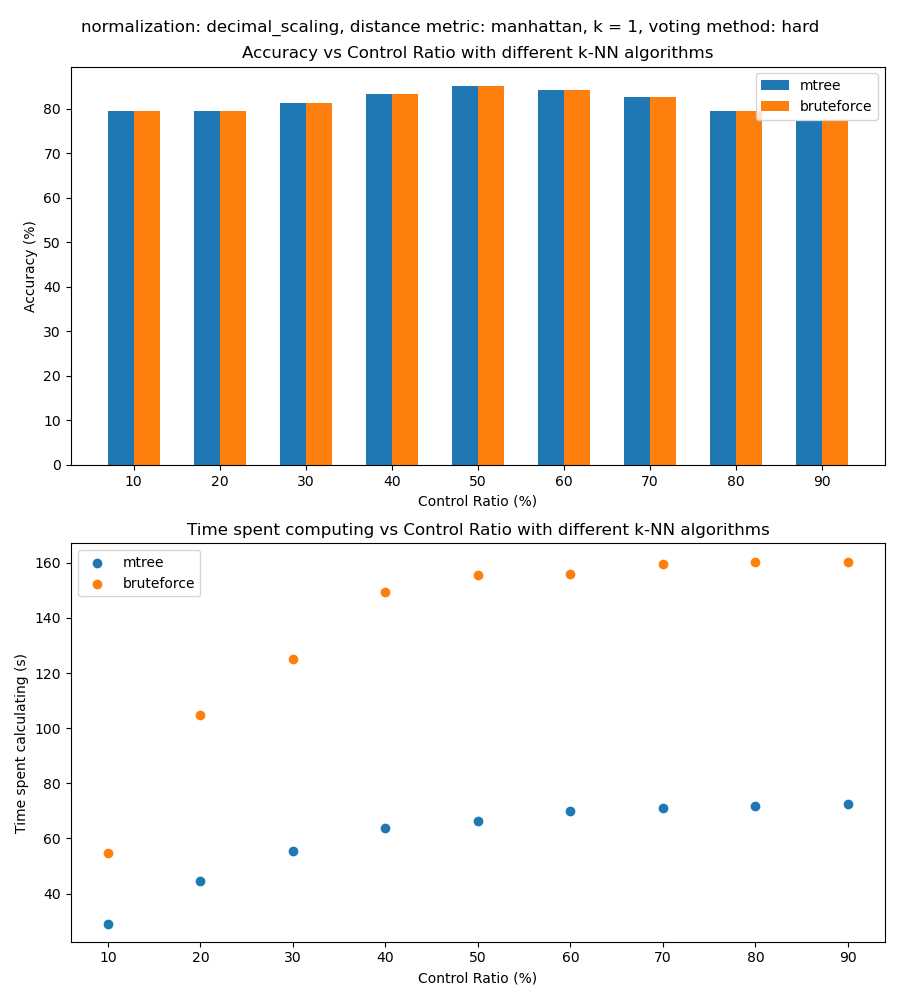 normalization: decimal_scaling, distance metric: manhattan, k = 1, voting method: hard
Accuracy vs Control Ratio with different k-NN algorithms
mtree
bruteforce
Accuracy (%)
80
70
60
50
40
30
20
10
0
10 20 30 40 50 60 70 80 90
Control Ratio (%)
Time spent computing vs Control Ratio with different k-NN algorithms
mtree
bruteforce
Time spent calculating (s)
160
140
120
100
80
60
40
10 20 30 40 50 60 70 80 90
Control Ratio (%)